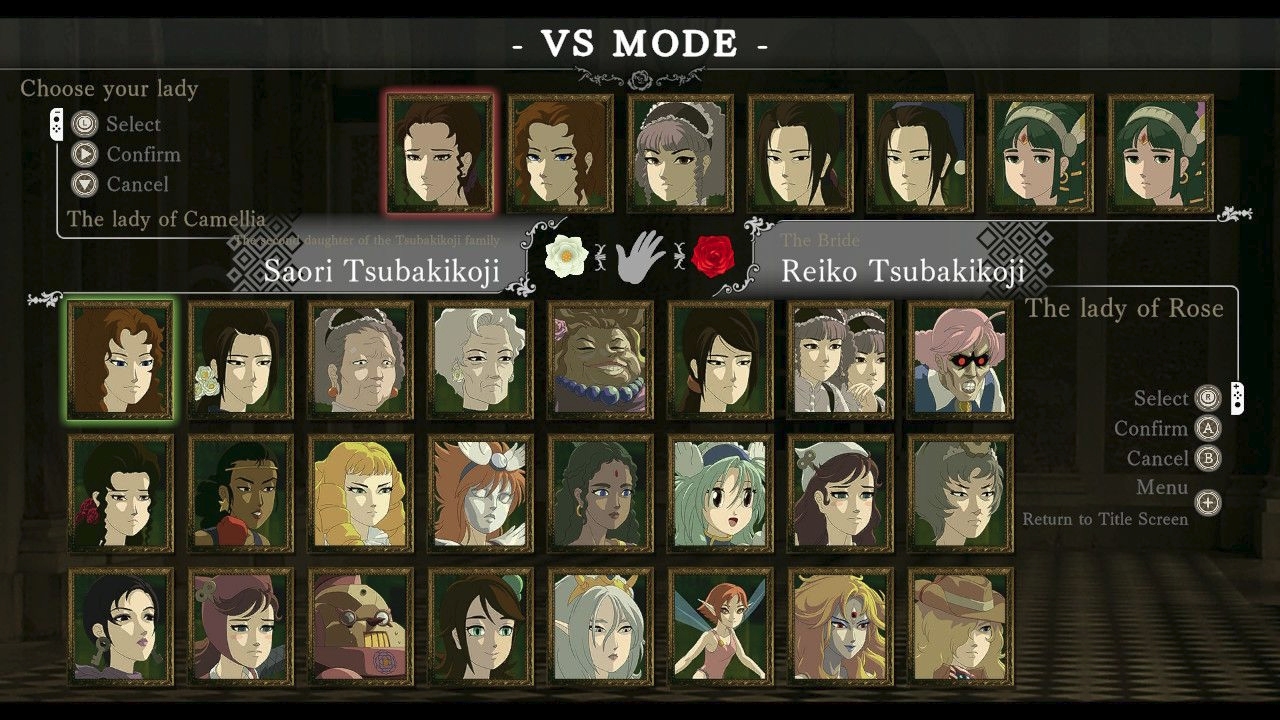 - VS MODE -
Choose your lady
L Select
Confirm
Cancel
The lady of Camellia
The second daughter of the Tsubakikoji family
Saori Tsubakikoji
The Bride
Reiko Tsubakikoji
The lady of Rose
Select R
Confirm A
Cancel B
Menu +
Return to Title Screen